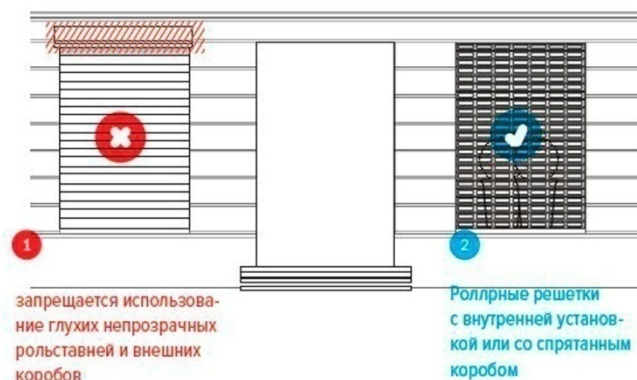 1
запрещается использова-
ние глухих непрозрачных
рольставней и внешних
коробов
2
Роллрные решетки
с внутренней установ-
кой или со спрятанным
коробом